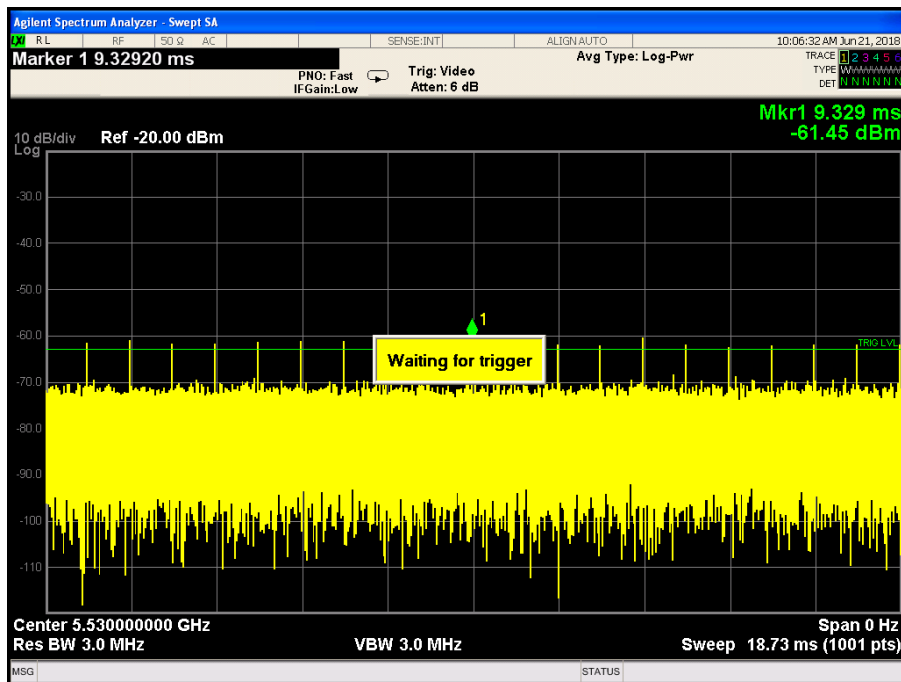 Agilent Spectrum Analyzer - Swept SA
LXI RL RF 50 Ω AC SENSE:INT ALIGNAUTO 10:06:32 AM Jun 21, 2018
Marker 1 9.32920 ms
PNO: Fast
IFGain:Low
Trig: Video
Atten: 6 dB
Avg Type: Log-Pwr
TRACE 1 2 3 4 5 6
TYPE WWWWWW
DET N N N N N N
Mkr1 9.329 ms
-61.45 dBm
10 dB/div Ref -20.00 dBm
Log
-30.0
-40.0
-50.0
1
-60.0
TRIG LVL
Waiting for trigger
-70.0
-80.0
-90.0
-100
-110
Center 5.530000000 GHz Span 0 Hz
Res BW 3.0 MHz VBW 3.0 MHz Sweep 18.73 ms (1001 pts)
MSG STATUS